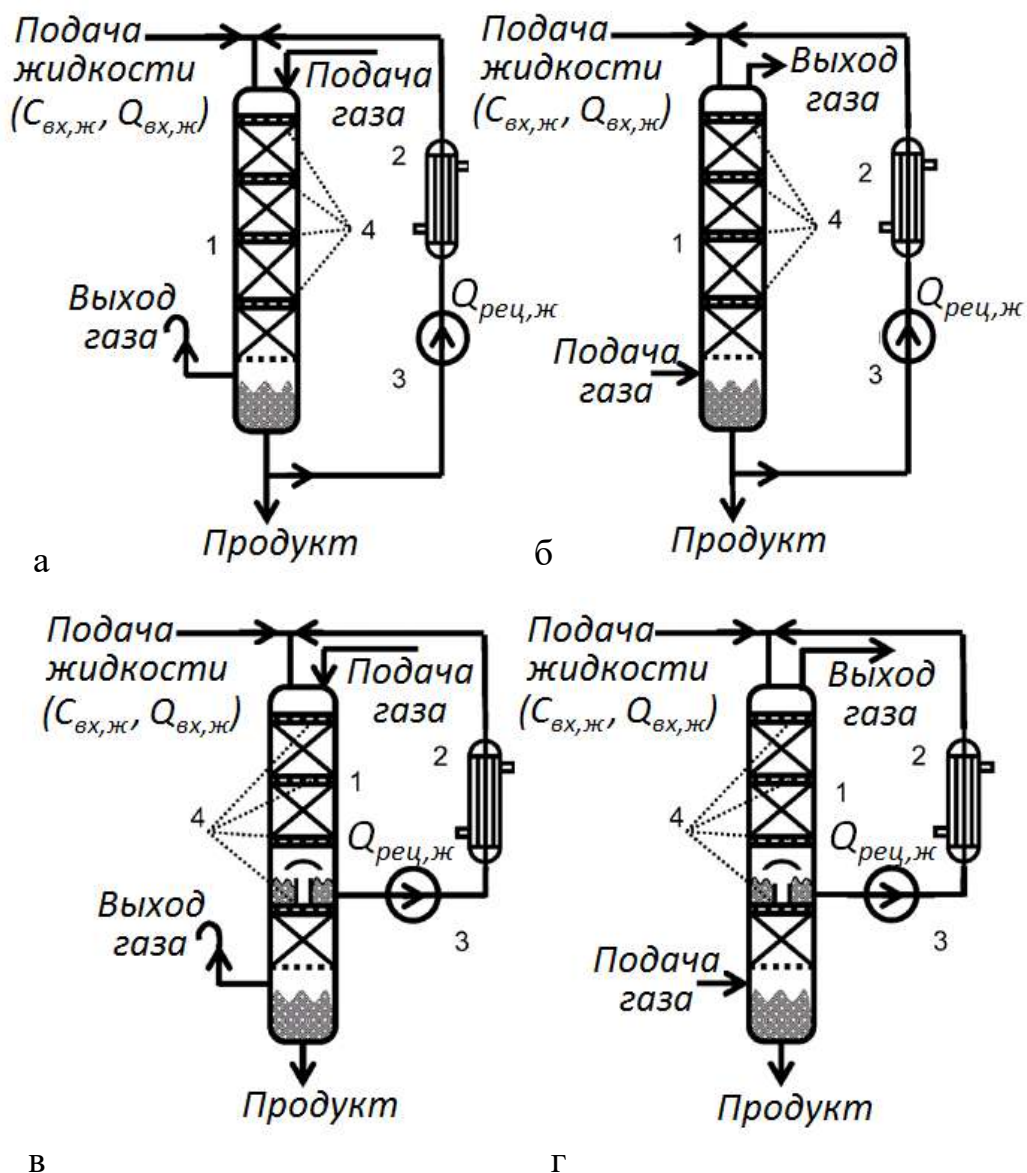 Подача
жидкости
(Cвх,ж, Qвх,ж)
Подача
газа
2
1
4
Выход
газа
Qрец,ж
3
Продукт
а
Подача
жидкости
(Cвх,ж, Qвх,ж)
Выход
газа
2
1
4
Qрец,ж
Подача
газа
3
Продукт
б
Подача
жидкости
(Cвх,ж, Qвх,ж)
Подача
газа
2
1
4
Qрец,ж
Выход
газа
3
Продукт
в
Подача
жидкости
(Cвх,ж, Qвх,ж)
Выход
газа
2
1
4
Qрец,ж
3
Подача
газа
Продукт
г